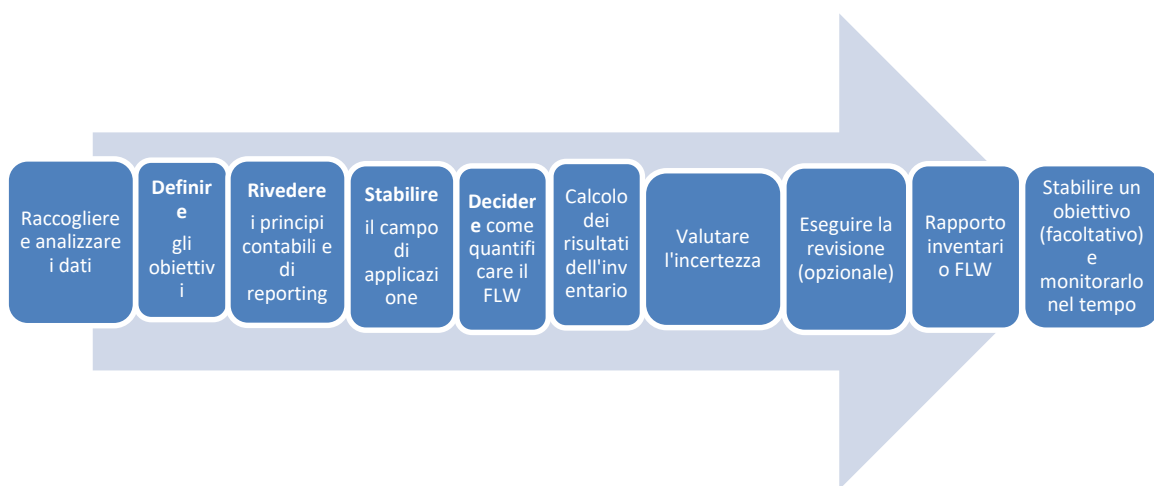 Raccogliere
e analizzare
i dati
Definir
e
gli
obiettiv
i
Rivedere
i principi
contabili e
di
reporting
Stabilire
il campo
di
applicazi
one
Decider
e come
quantifi
care il
FLW
Calcolo
dei
risultati
dell'inv
entario
Valutare
l'incertezza
Eseguire la
revisione
(opzionale)
Rapporto
inventari
o FLW
Stabilire un
obiettivo
(facoltativo)
e
monitorarlo
nel tempo